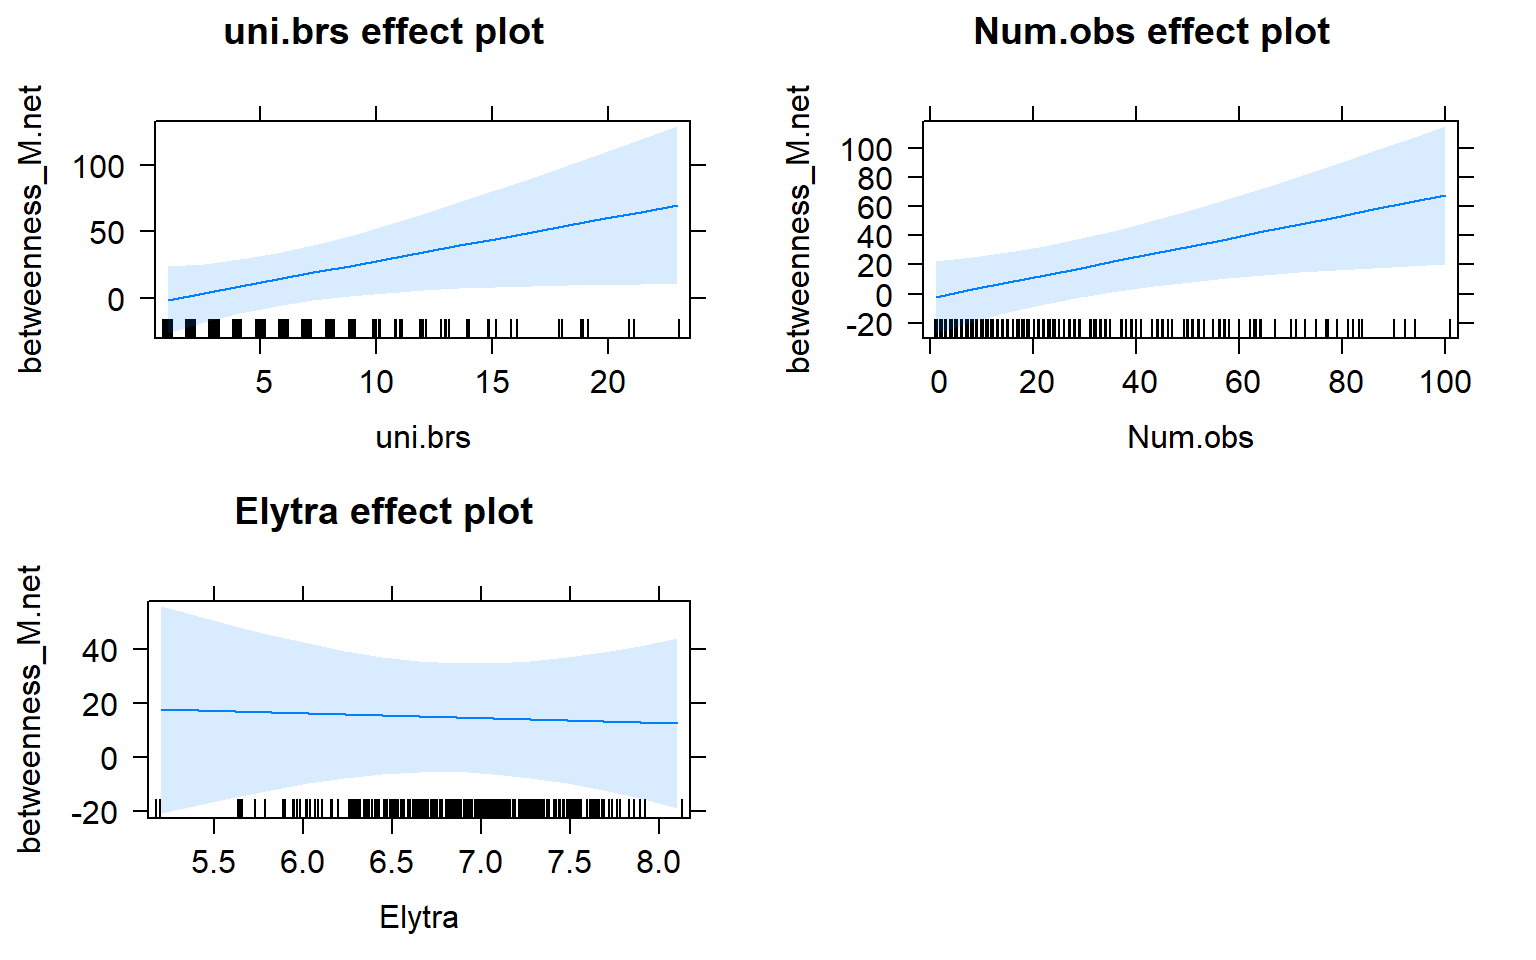 uni.brs effect plot
betweenness_M.net
100
50
0
5 10 15 20
uni.brs
Num.obs effect plot
betweenness_M.net
100
80
60
40
20
0
-20
0 20 40 60 80 100
Num.obs
Elytra effect plot
betweenness_M.net
40
20
0
-20
5.5 6.0 6.5 7.0 7.5 8.0
Elytra